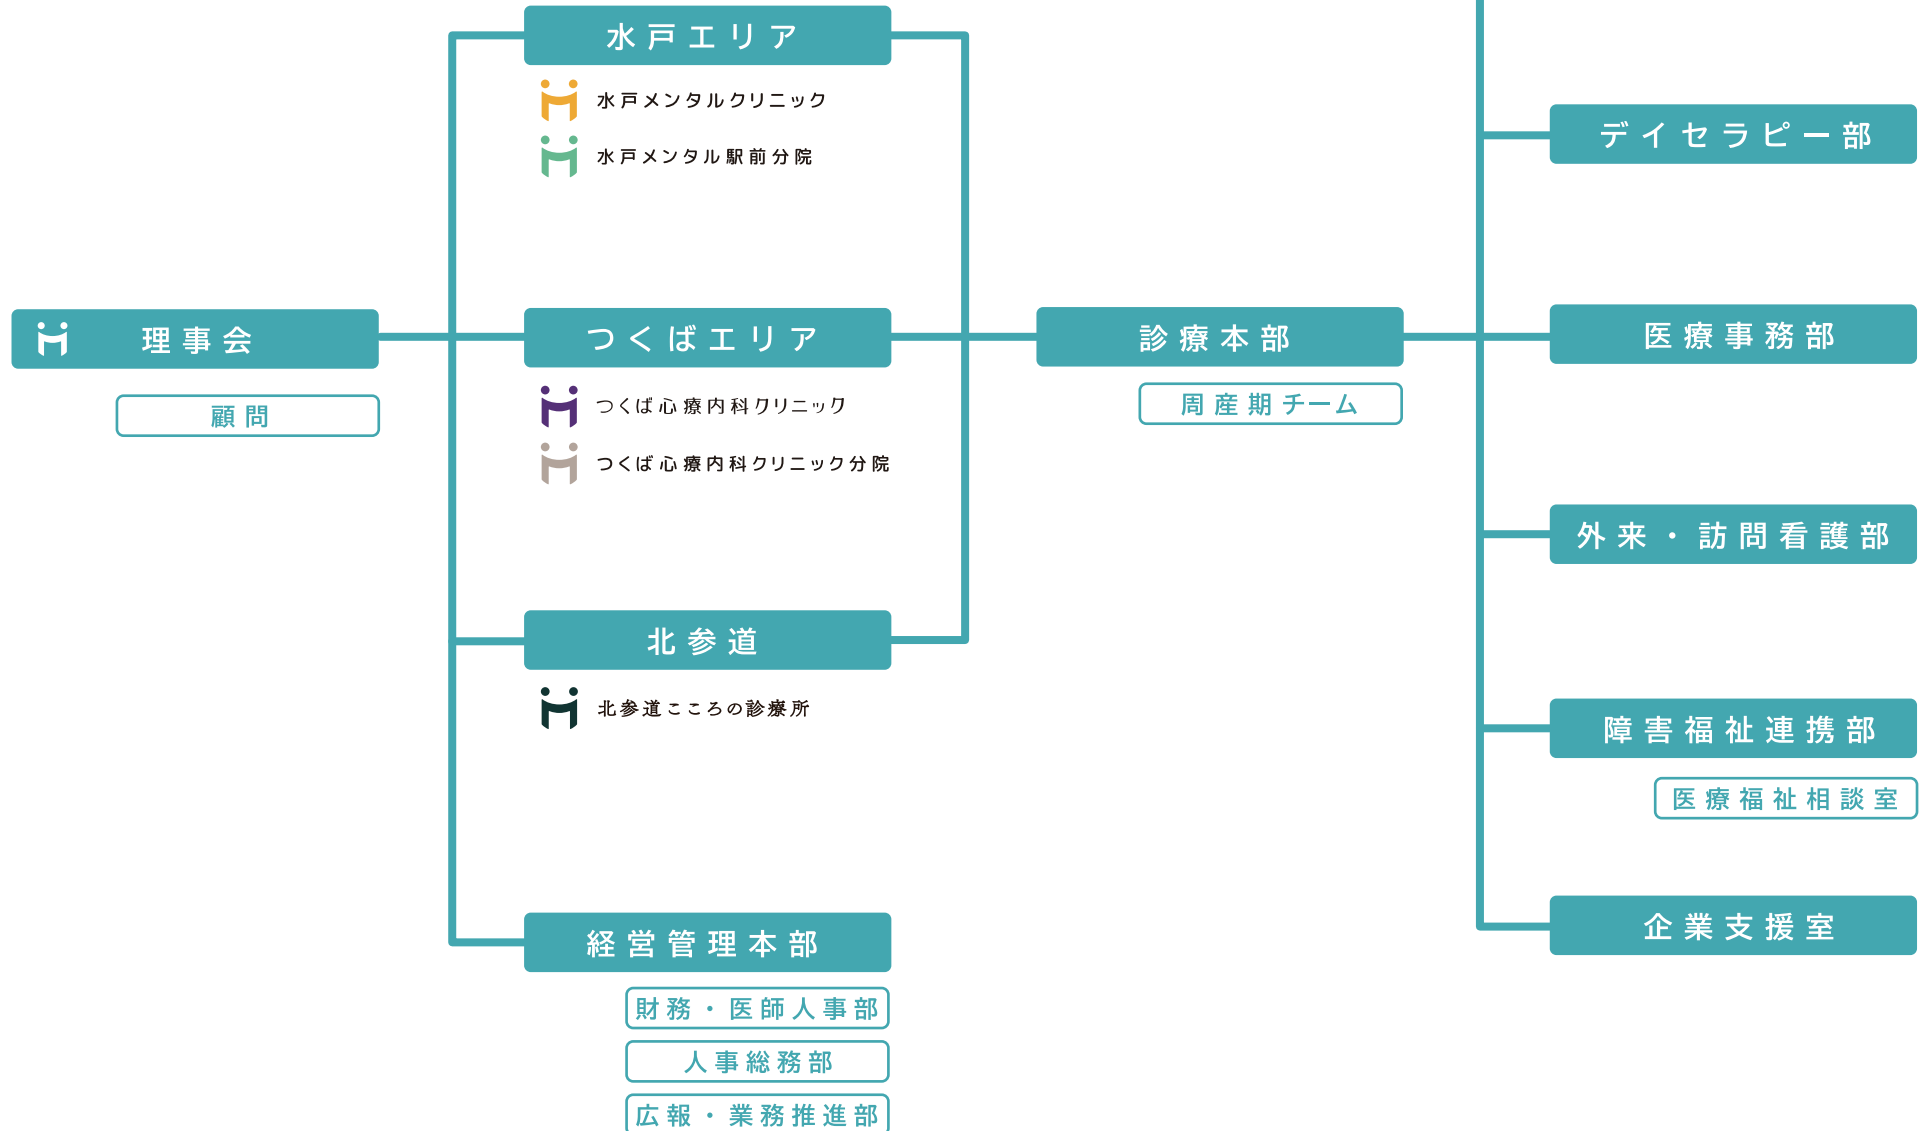 理事会
顧問
水戸エリア
水戸メンタルクリニック
水戸メンタル駅前分院
つくばエリア
つくば心療内科クリニック
つくば心療内科クリニック分院
北参道
北参道こころの診療所
経営管理本部
財務・医師人事部
人事総務部
広報・業務推進部
診療本部
周産期チーム
デイセラピー部
医療事務部
外来・訪問看護部
障害福祉連携部
医療福祉相談室
企業支援室